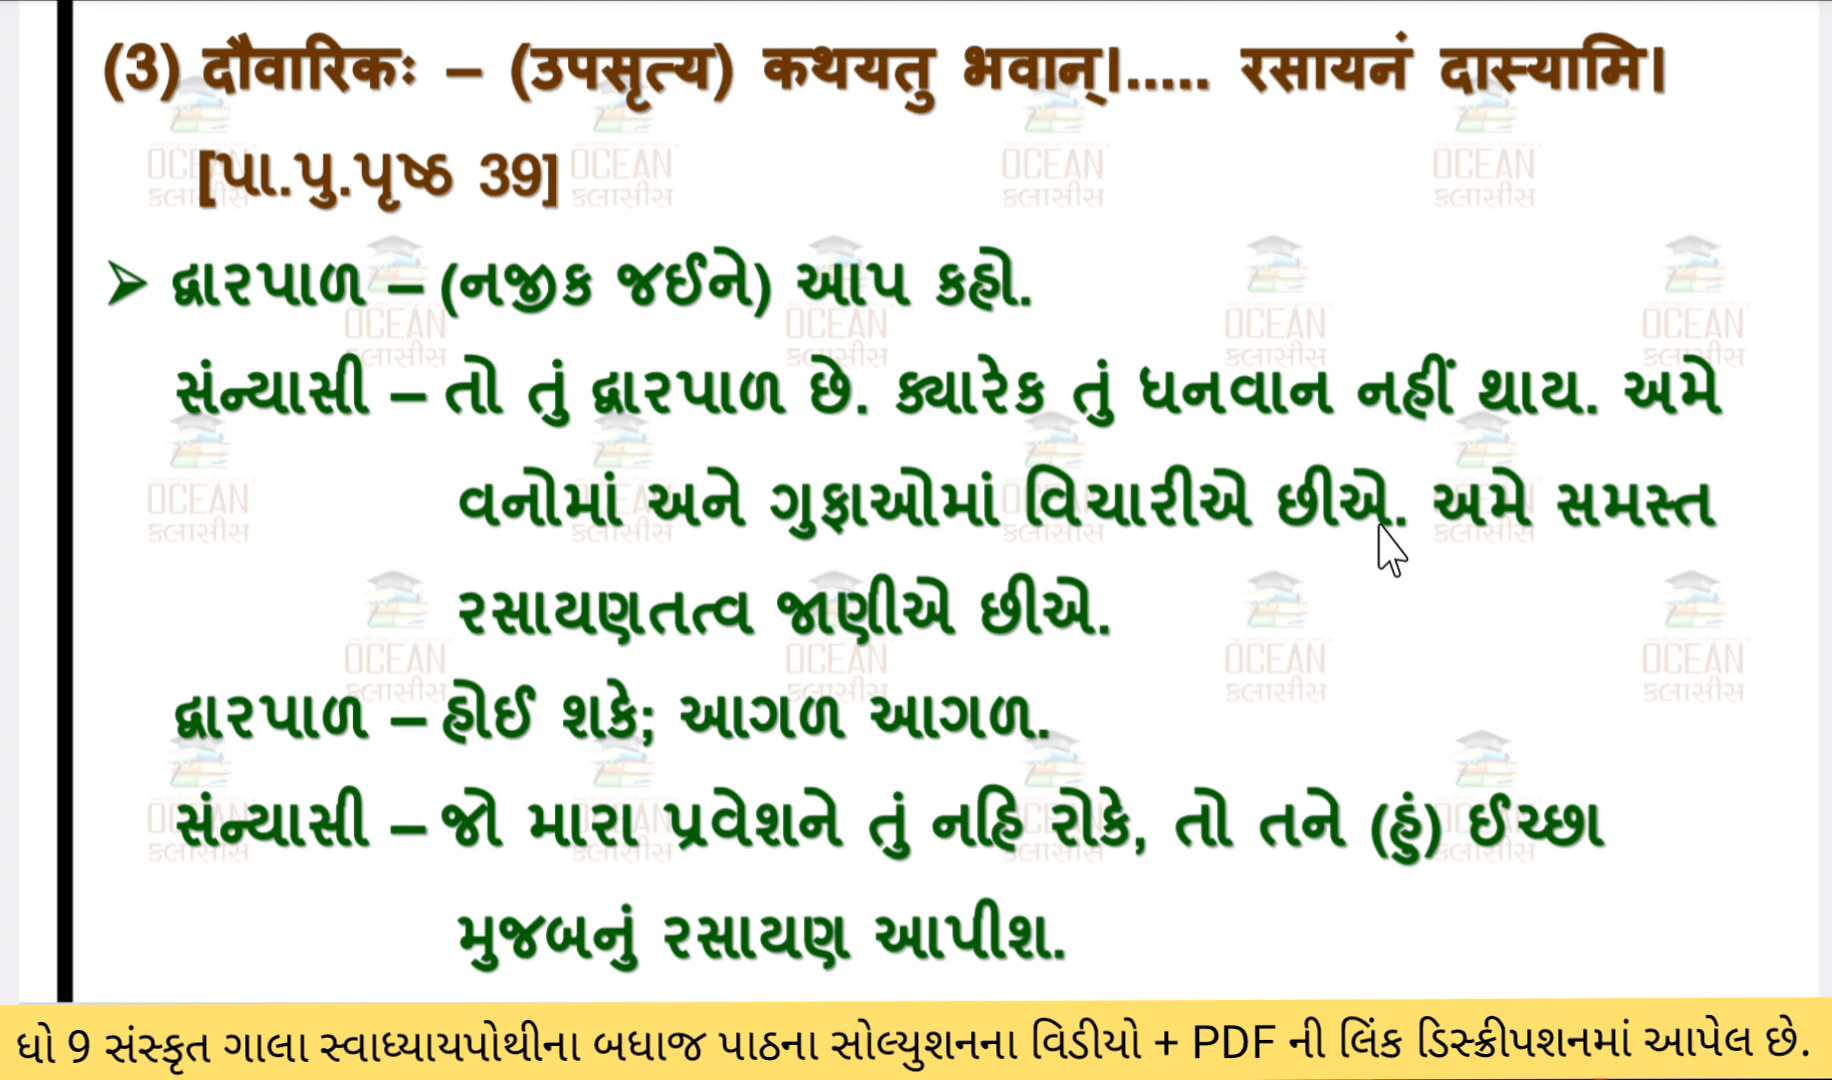 (3) दौवारिकः – (उपसृत्य) कथयतु भवान्।..... रसायनं दास्यामि।
[પા.પુ.પૃષ્ઠ 39]
➢ દ્વારપાળ – (નજીક જઈને) આપ કહો.
સંન્યાસી – તો તું દ્વારપાળ છે. ક્યારેક તું ધનવાન નહીં થાય. અમે
વનોમાં અને ગુફાઓમાં વિચારીએ છીએ. અમે સમસ્ત
રસાયણતત્વ જાણીએ છીએ.
દ્વારપાળ – હોઈ શકે; આગળ આગળ.
સંન્યાસી – જો મારા પ્રવેશને તું નહિ રોકે, તો તને (હું) ઈચ્છા
મુજબનું રસાયણ આપીશ.
ધો 9 સંસ્કૃત ગાલા સ્વાધ્યાયપોથીના બધાજ પાઠના સોલ્યુશનના વિડીયો + PDF ની લિંક ડિસ્ક્રીપશનમાં આપેલ છે.